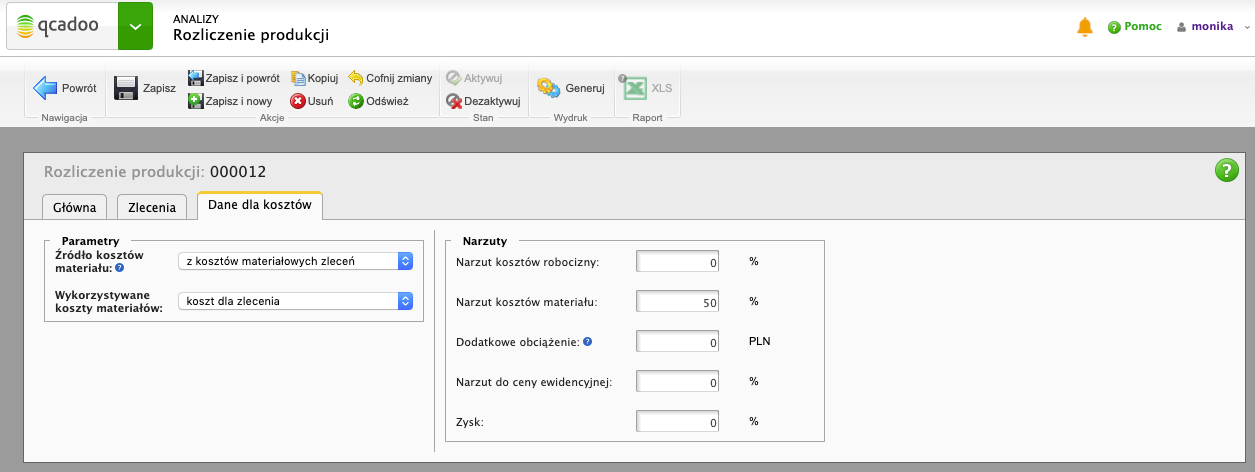 qcadoo
ANALIZY
Rozliczenie produkcji
Pomoc
monika
Powrót
Nawigacja
Zapisz
Zapisz i powrót
Kopiuj
Cofnij zmiany
Zapisz i nowy
Usuń
Odśwież
Akcje
Aktywuj
Dezaktywuj
Stan
Generuj
Wydruk
XLS
Raport
Rozliczenie produkcji: 000012
Główna
Zlecenia
Dane dla kosztów
Parametry
Źródło kosztów
materiału:
z kosztów materiałowych zleceń
Wykorzystywane
koszty materiałów:
koszt dla zlecenia
Narzuty
Narzut kosztów robocizny: 0 %
Narzut kosztów materiału: 50 %
Dodatkowe obciążenie: 0 PLN
Narzut do ceny ewidencyjnej: 0 %
Zysk: 0 %